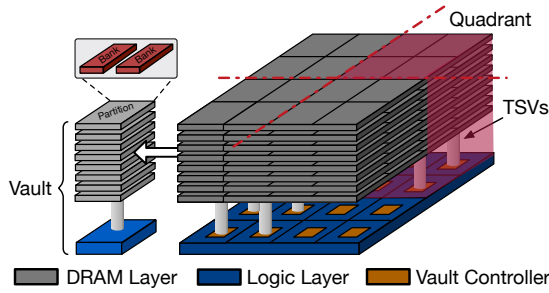 Quadrant
Bank
Bank
TSVs
Partition
Vault
DRAM Layer
Logic Layer
Vault Controller